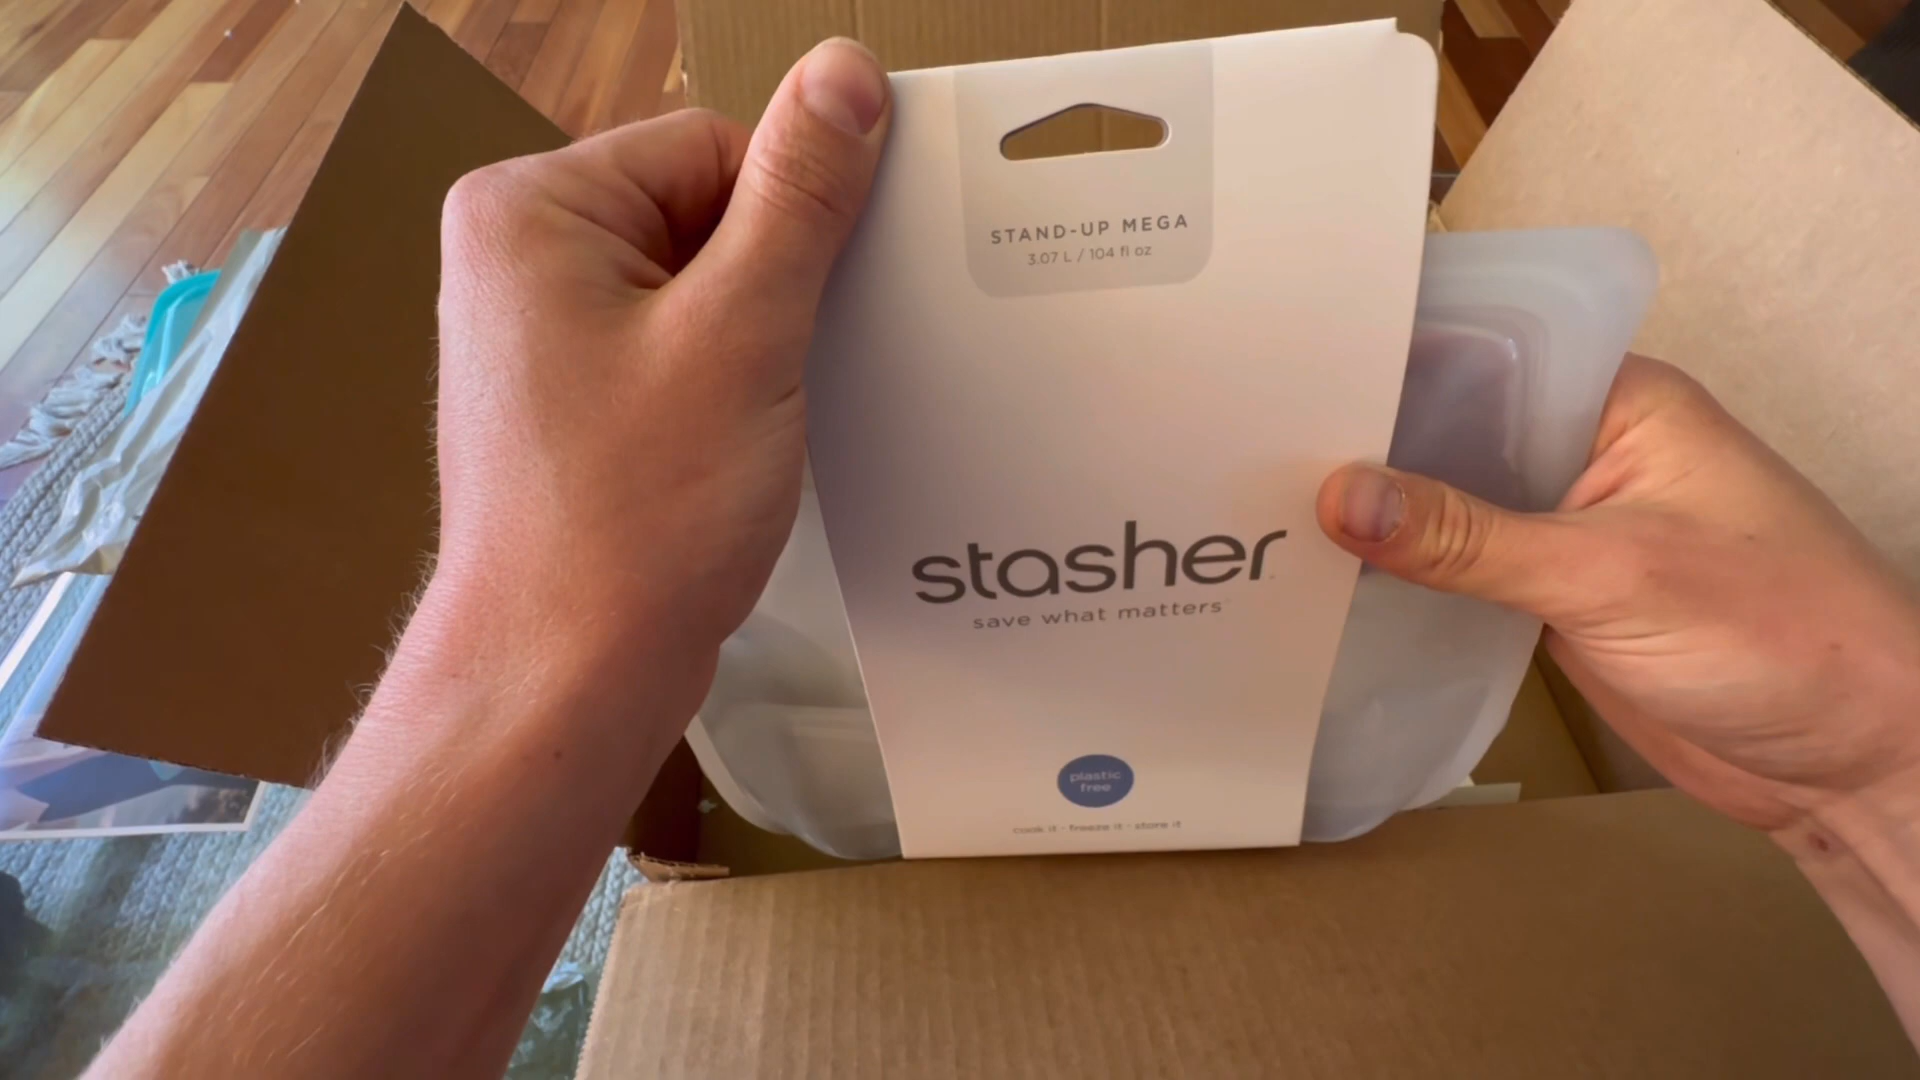 STAND-UP MEGA
3.07 L / 104 fl oz
stasher
save what matters
plastic
free
cook it - freeze it - store it